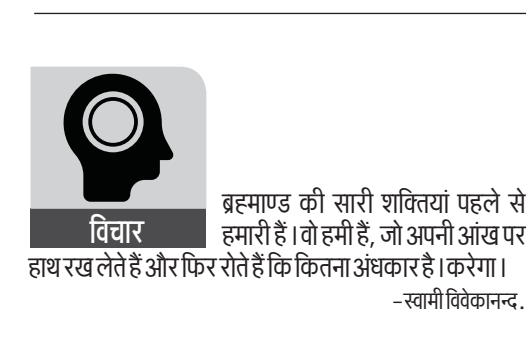 विचार
ब्रह्माण्ड की सारी शक्तियां पहले से
हमारी हैं। वो हमी हैं, जो अपनी आंख पर
हाथ रख लेते हैं और फिर रोते हैं कि कितना अंधकार है। करेगा।
-स्वामी विवेकानन्द.